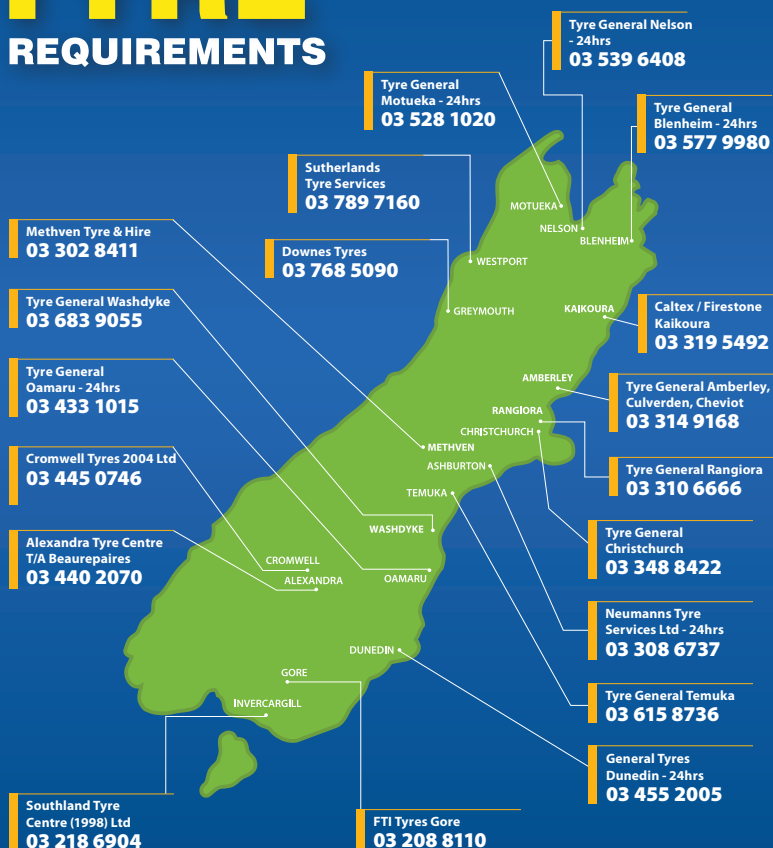 REQUIREMENTS
Tyre General Nelson
- 24hrs
03 539 6408
Tyre General
Motueka - 24hrs
03 528 1020
Tyre General
Blenheim - 24hrs
03 577 9980
Sutherlands
Tyre Services
03 789 7160
Methven Tyre & Hire
03 302 8411
Downes Tyres
03 768 5090
Tyre General Washdyke
03 683 9055
Caltex / Firestone
Kaikoura
03 319 5492
Tyre General
Oamaru - 24hrs
03 433 1015
Tyre General Amberley,
Culverden, Cheviot
03 314 9168
Cromwell Tyres 2004 Ltd
03 445 0746
Tyre General Rangiora
03 310 6666
Alexandra Tyre Centre
T/A Beaurepaires
03 440 2070
Tyre General
Christchurch
03 348 8422
Neumanns Tyre
Services Ltd - 24hrs
03 308 6737
Tyre General Temuka
03 615 8736
General Tyres
Dunedin - 24hrs
03 455 2005
Southland Tyre
Centre (1998) Ltd
03 218 6904
FTI Tyres Gore
03 208 8110
MOTUEKA
NELSON
BLENHEIM
WESTPORT
GREYMOUTH
KAIKOURA
AMBERLEY
RANGIORA
CHRISTCHURCH
METHVEN
ASHBURTON
TEMUKA
WASHDYKE
CROMWELL
ALEXANDRA
OAMARU
DUNEDIN
GORE
INVERCARGILL